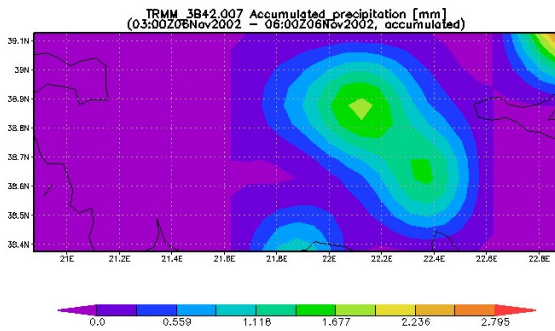 TRMM_3B42.007 Accumulated precipitation [mm]
(03:00Z06Nov2002 – 06:00Z06Nov2002, accumulated)
39.1N
39N
38.9N
38.8N
38.7N
38.6N
38.5N
38.4N
21E 21.2E 21.4E 21.6E 21.8E 22E 22.2E 22.4E 22.6E 22.8E
0.0 0.559 1.118 1.677 2.236 2.795